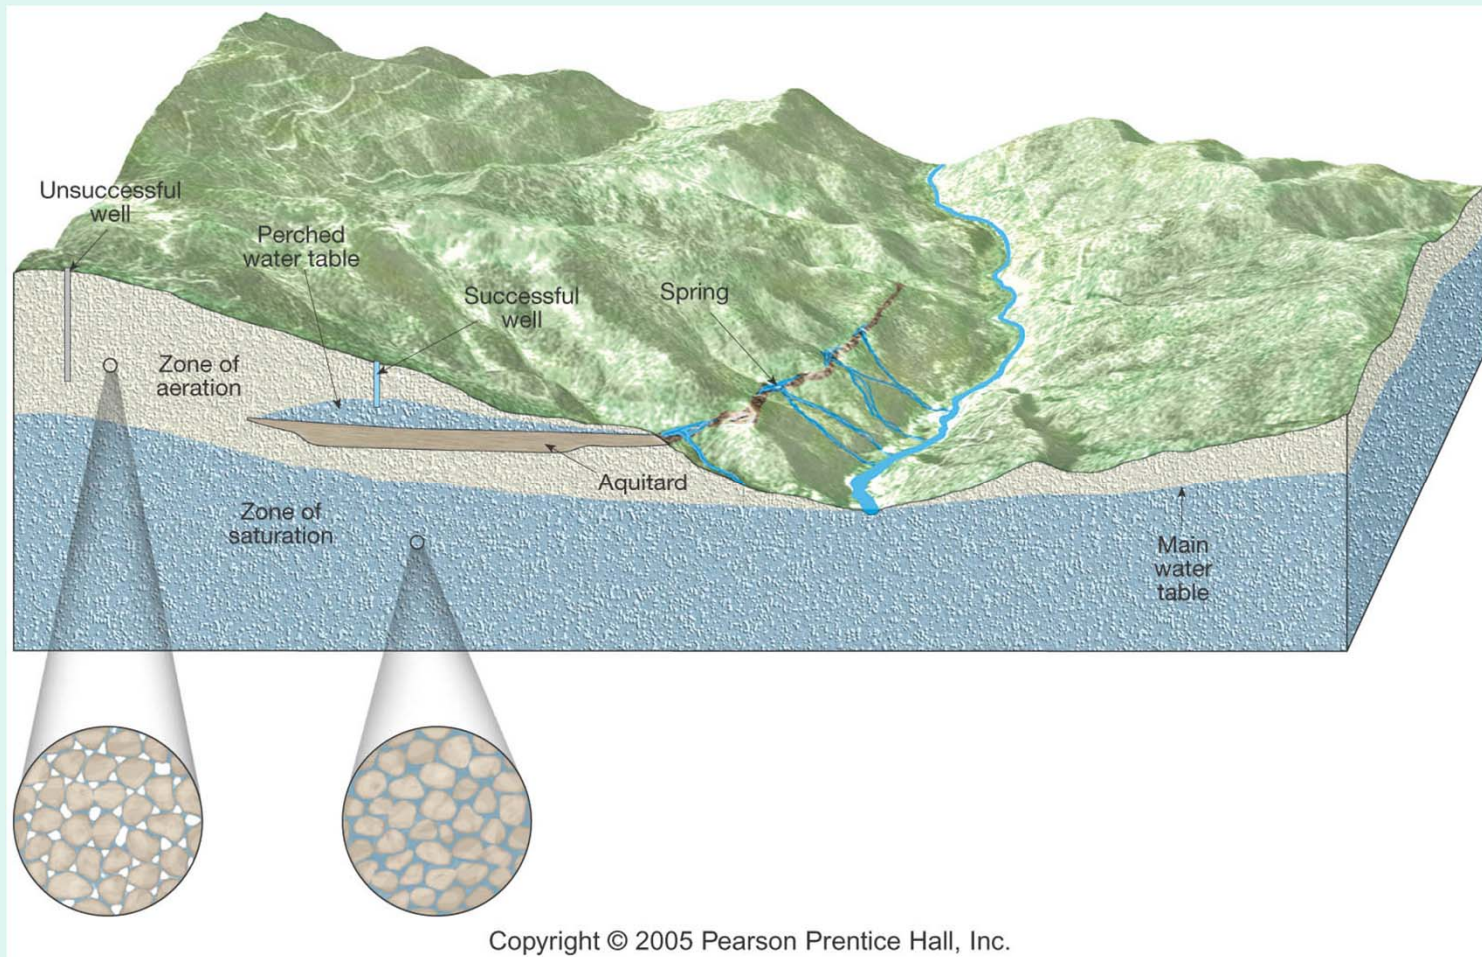 Unsuccessful
well
Perched
water table
Successful
well
Spring
Zone of
aeration
Aquitard
Zone of
saturation
Main
water
table
Copyright © 2005 Pearson Prentice Hall, Inc.